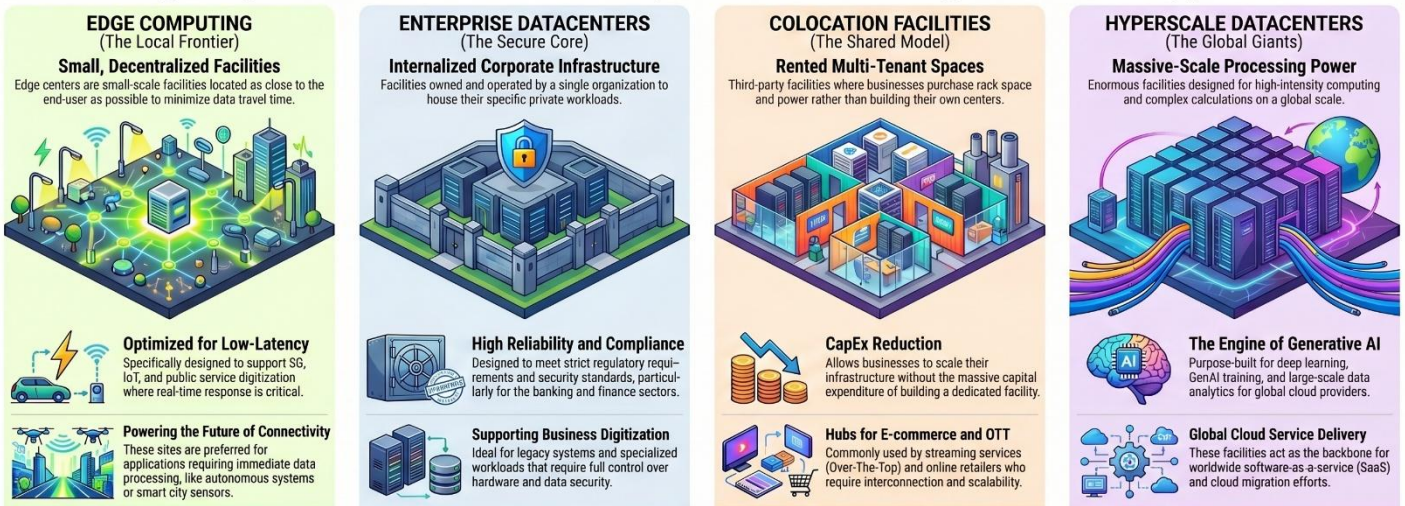 EDGE COMPUTING
(The Local Frontier)
Small, Decentralized Facilities
Edge centers are small-scale facilities located as close to the
end-user as possible to minimize data travel time.
Optimized for Low-Latency
Specifically designed to support SG,
IoT, and public service digitization
where real-time response is critical.
Powering the Future of Connectivity
These sites are preferred for
applications requiring immediate data
processing, like autonomous systems
or smart city sensors.
ENTERPRISE DATACENTERS
(The Secure Core)
Internalized Corporate Infrastructure
Facilities owned and operated by a single organization to
house their specific private workloads.
High Reliability and Compliance
Designed to meet strict regulatory requi–
rements and security standards, particul-
larly for the banking and finance sectors.
Supporting Business Digitization
Ideal for legacy systems and specialized
workloads that require full control over
hardware and data security.
COLOCATION FACILITIES
(The Shared Model)
Rented Multi-Tenant Spaces
Third-party facilities where businesses purchase rack space
and power rather than building their own centers.
CapEx Reduction
Allows businesses to scale their
infrastructure without the massive capital
expenditure of building a dedicated facility.
Hubs for E-commerce and OTT
Commonly used by streaming services
(Over-The-Top) and online retailers who
require interconnection and scalability.
HYPERSCALE DATACENTERS
(The Global Giants)
Massive-Scale Processing Power
Enormous facilities designed for high-intensity computing
and complex calculations on a global scale.
AI
The Engine of Generative AI
Purpose-built for deep learning,
GenAI training, and large-scale data
analytics for global cloud providers.
Global Cloud Service Delivery
These facilities act as the backbone for
worldwide software-as-a-service (SaaS)
and cloud migration efforts.